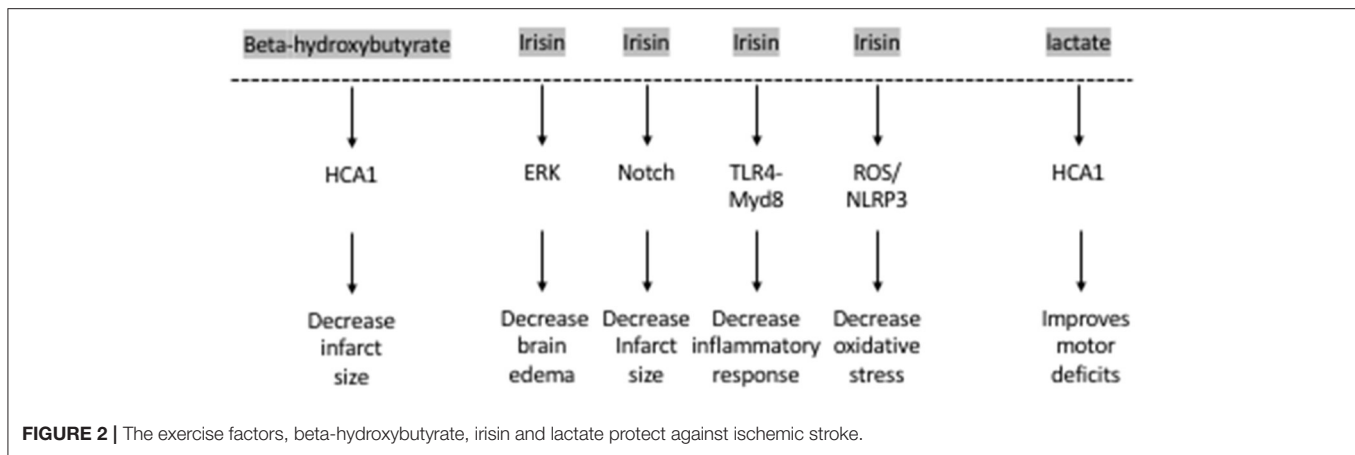 Beta-hydroxybutyrate Irisin Irisin Irisin Irisin lactate
HCA1 ERK Notch TLR4- ROS/ HCA1
Myd8 NLRP3
Decrease Decrease Decrease Decrease Decrease Improves
infarct brain Infarct inflammatory oxidative motor
size edema size response stress deficits
FIGURE 2 | The exercise factors, beta-hydroxybutyrate, irisin and lactate protect against ischemic stroke.